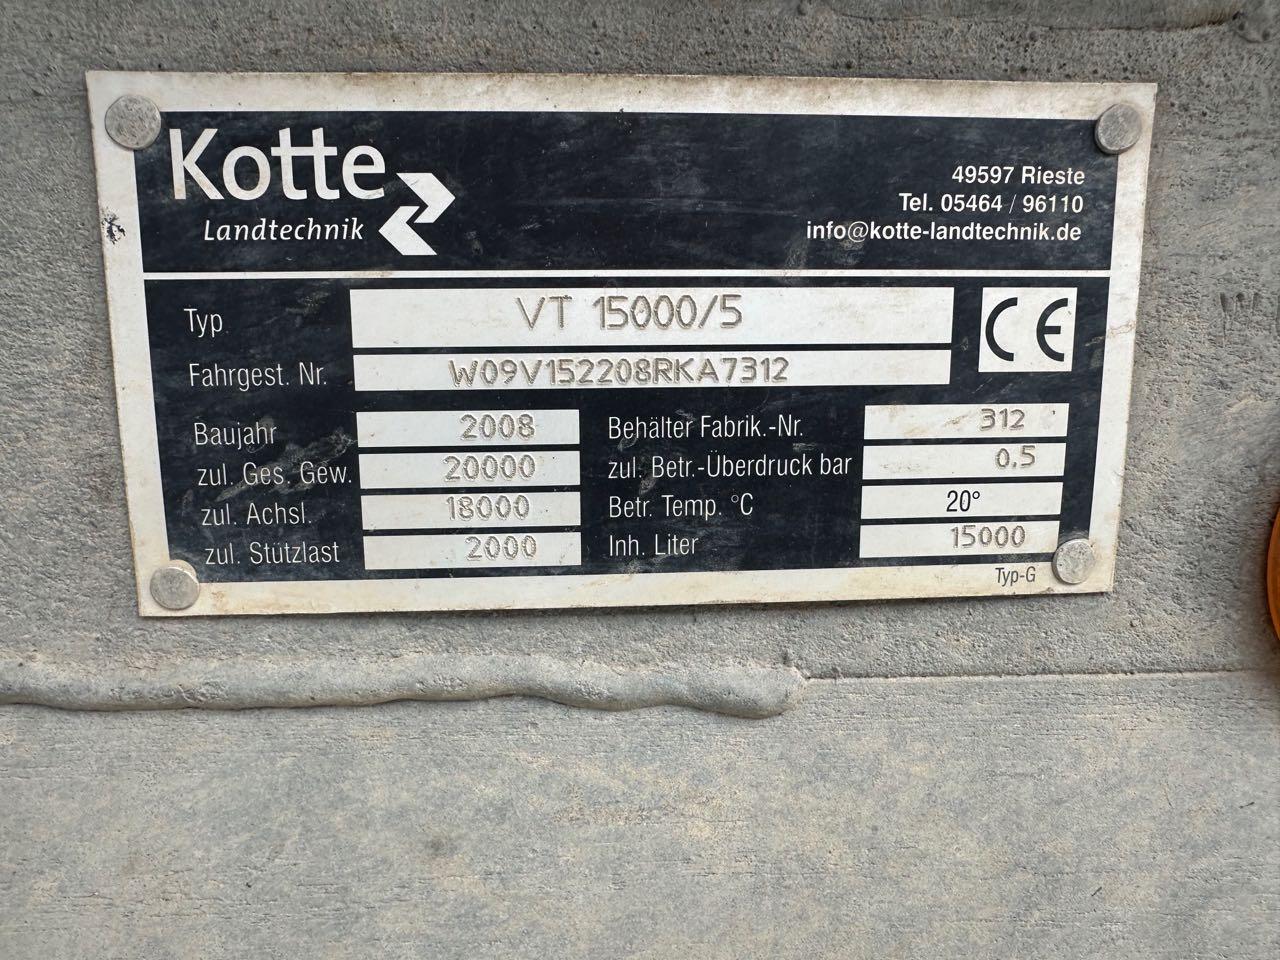 Kotte
Landtechnik
49597 Rieste
Tel. 05464 / 96110
info@kotte-landtechnik.de
Typ VT 15000/5 CE
Fahrgest. Nr. W09V152208RKA7312
Baujahr 2008 Behälter Fabrik.-Nr. 312
zul. Ges. Gew. 20000 zul. Betr.-Überdruck bar 0.5
zul. Achsl. 18000 Betr. Temp. °C 20°
zul. Stützlast 2000 Inh. Liter 15000
Typ-G